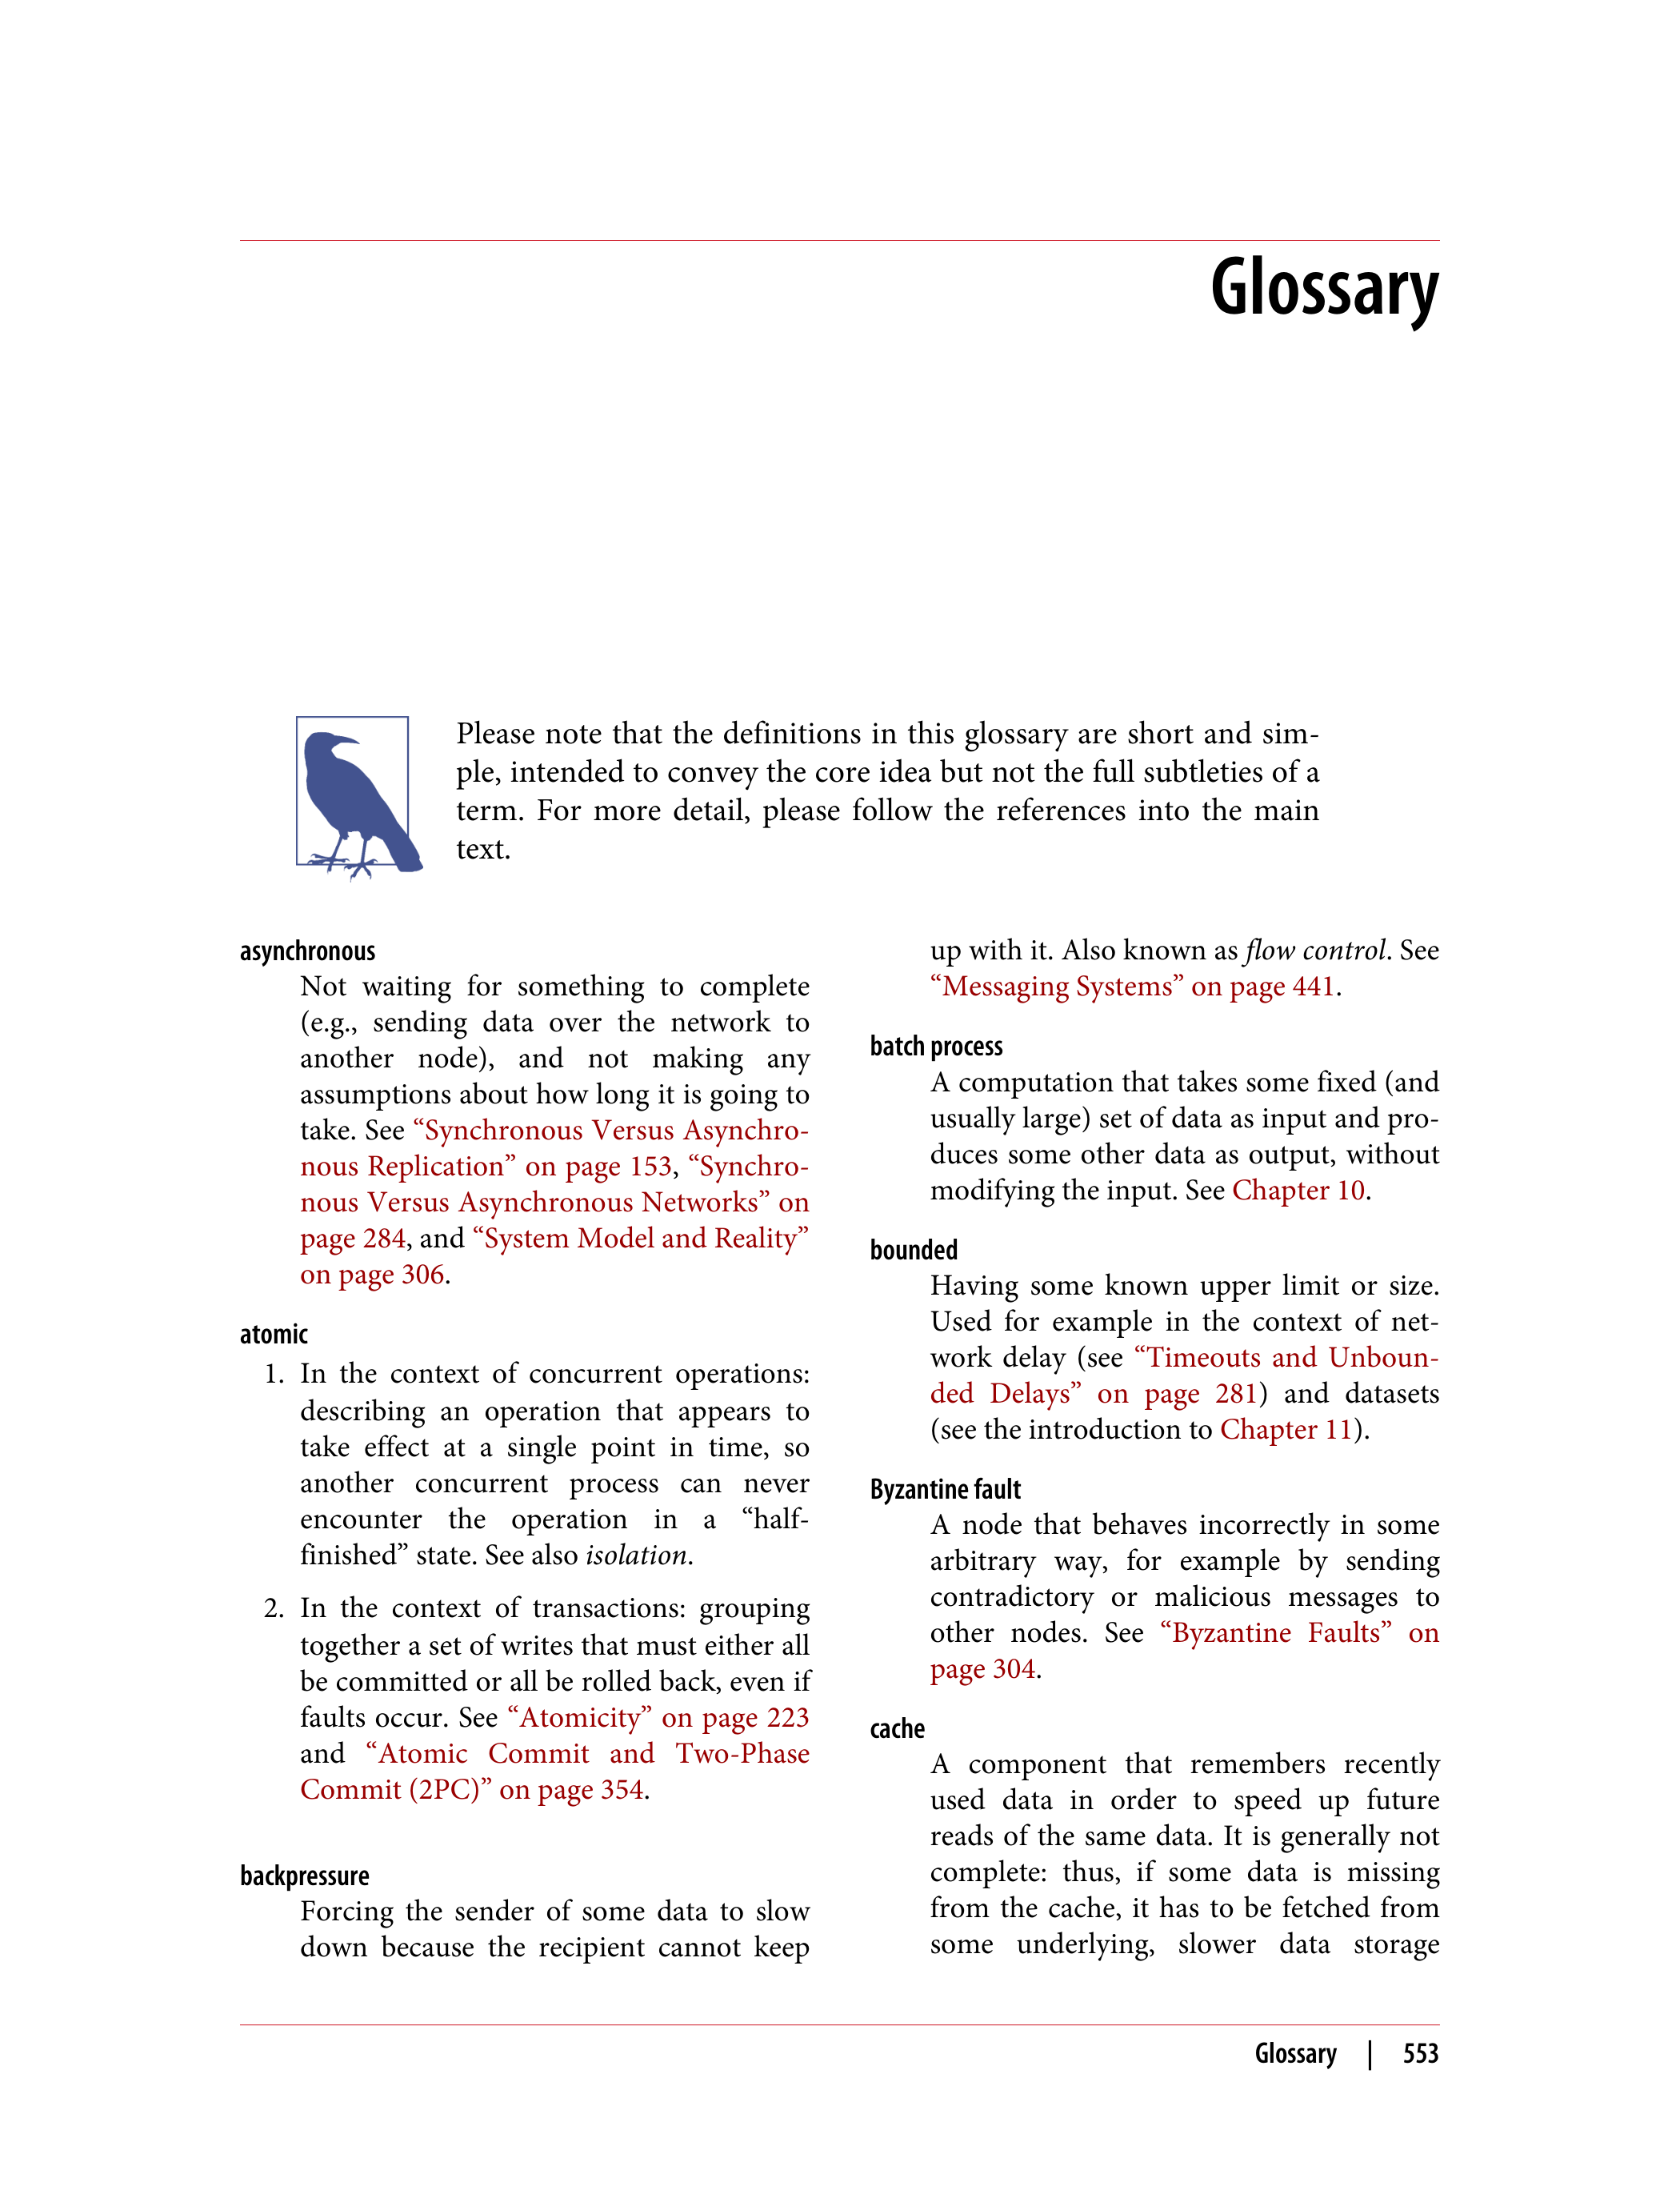 Glossary
Please note that the definitions in this glossary are short and sim-
ple, intended to convey the core idea but not the full subtleties of a
term. For more detail, please follow the references into the main
text.
asynchronous
Not waiting for something to complete
(e.g., sending data over the network to
another node), and not making any
assumptions about how long it is going to
take. See “Synchronous Versus Asynchro-
nous Replication” on page 153, “Synchro-
nous Versus Asynchronous Networks” on
page 284, and “System Model and Reality”
on page 306.
atomic
1. In the context of concurrent operations:
describing an operation that appears to
take effect at a single point in time, so
another concurrent process can never
encounter the operation in a “half-
finished” state. See also isolation.
2. In the context of transactions: grouping
together a set of writes that must either all
be committed or all be rolled back, even if
faults occur. See “Atomicity” on page 223
and “Atomic Commit and Two-Phase
Commit (2PC)” on page 354.
backpressure
Forcing the sender of some data to slow
down because the recipient cannot keep
up with it. Also known as flow control. See
“Messaging Systems” on page 441.
batch process
A computation that takes some fixed (and
usually large) set of data as input and pro-
duces some other data as output, without
modifying the input. See Chapter 10.
bounded
Having some known upper limit or size.
Used for example in the context of net-
work delay (see “Timeouts and Unboun-
ded Delays” on page 281) and datasets
(see the introduction to Chapter 11).
Byzantine fault
A node that behaves incorrectly in some
arbitrary way, for example by sending
contradictory or malicious messages to
other nodes. See “Byzantine Faults” on
page 304.
cache
A component that remembers recently
used data in order to speed up future
reads of the same data. It is generally not
complete: thus, if some data is missing
from the cache, it has to be fetched from
some underlying, slower data storage
Glossary | 553